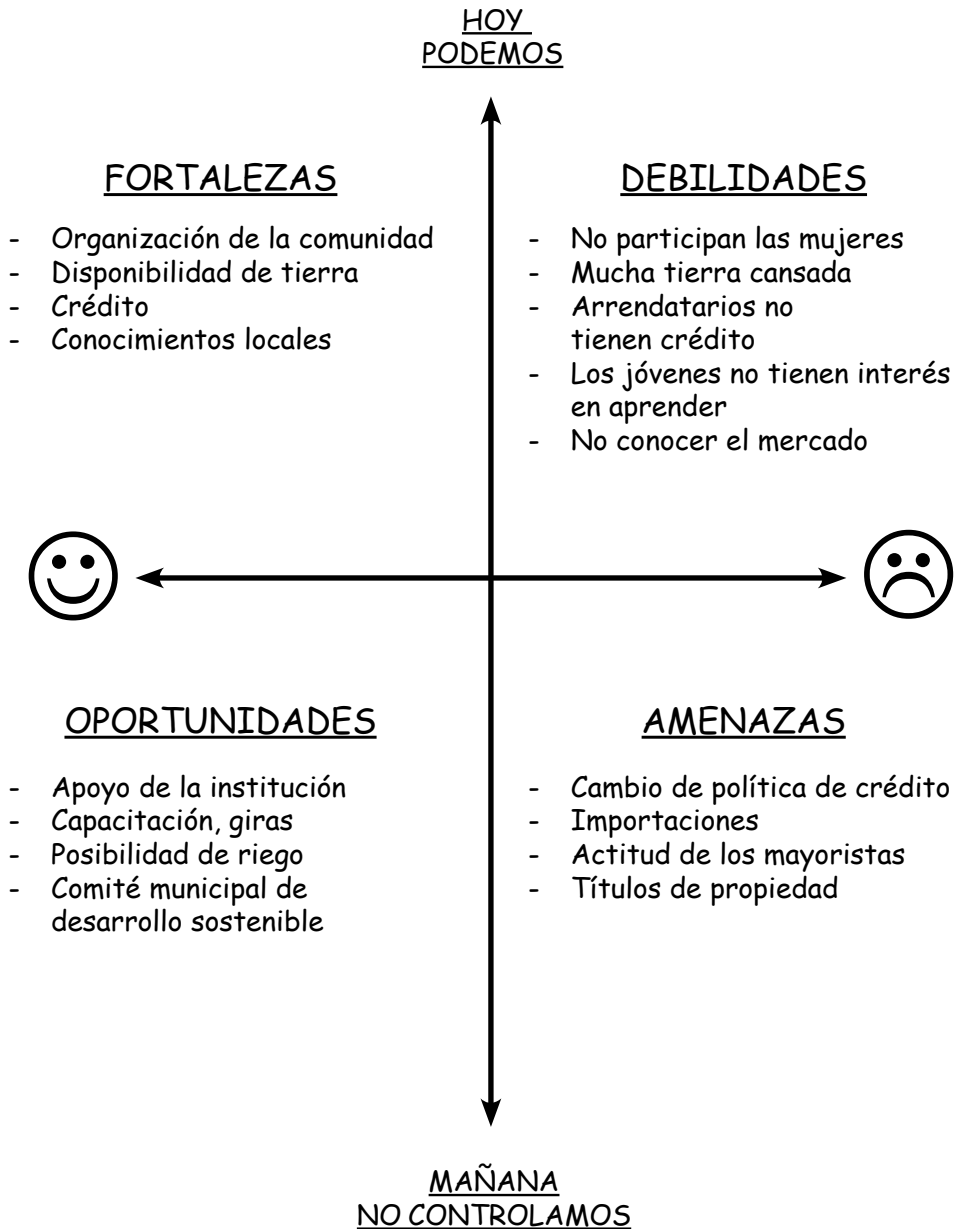 HOY
PODEMOS
FORTALEZAS
- Organización de la comunidad
- Disponibilidad de tierra
- Crédito
- Conocimientos locales
DEBILIDADES
- No participan las mujeres
- Mucha tierra cansada
- Arrendatarios no
tienen crédito
- Los jóvenes no tienen interés
en aprender
- No conocer el mercado
OPORTUNIDADES
- Apoyo de la institución
- Capacitación, giras
- Posibilidad de riego
- Comité municipal de
desarrollo sostenible
AMENAZAS
- Cambio de política de crédito
- Importaciones
- Actitud de los mayoristas
- Títulos de propiedad
MAÑANA
NO CONTROLAMOS